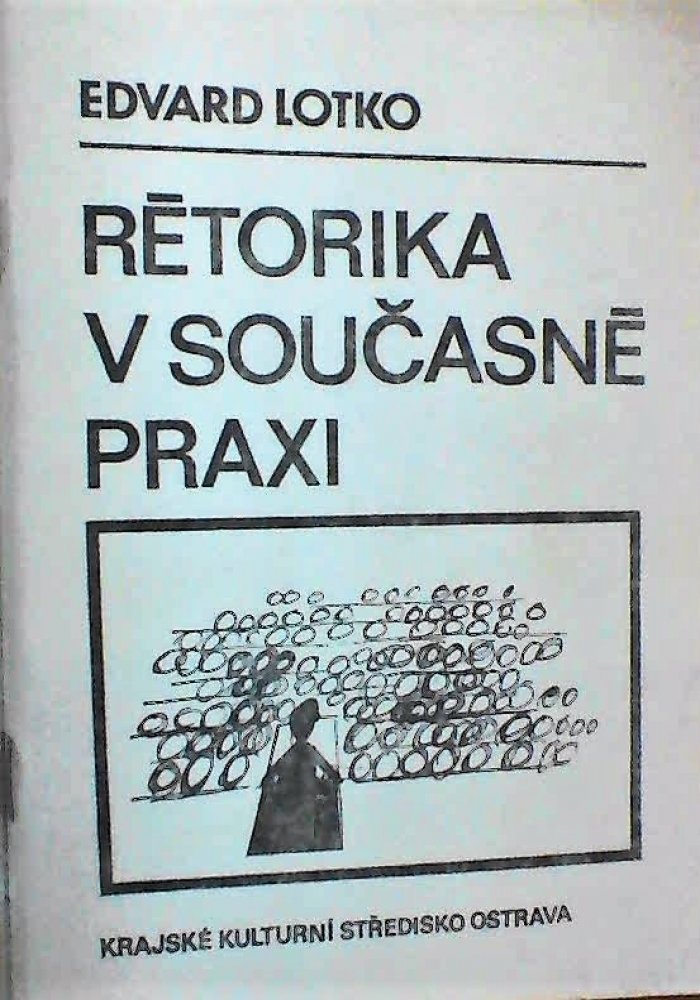 EDVARD LOTKO
RĒTORIKA
V SOUČASNĒ
PRAXI
KRAJSKÉ KULTURNÍ STŘEDISKO OSTRAVA